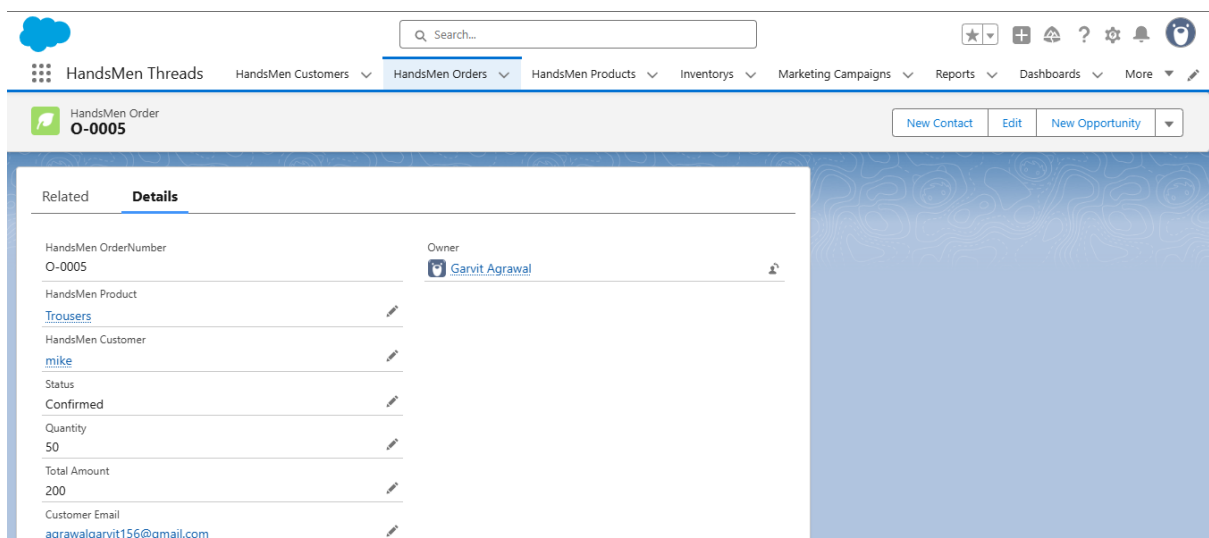 Search...
HandsMen Threads HandsMen Customers HandsMen Orders HandsMen Products Inventorys Marketing Campaigns Reports Dashboards More
HandsMen Order
O-0005
New Contact Edit New Opportunity
Related Details
HandsMen OrderNumber
O-0005
Owner
Garvit Agrawal
HandsMen Product
Trousers
HandsMen Customer
mike
Status
Confirmed
Quantity
50
Total Amount
200
Customer Email
agrawalgarvit156@gmail.com